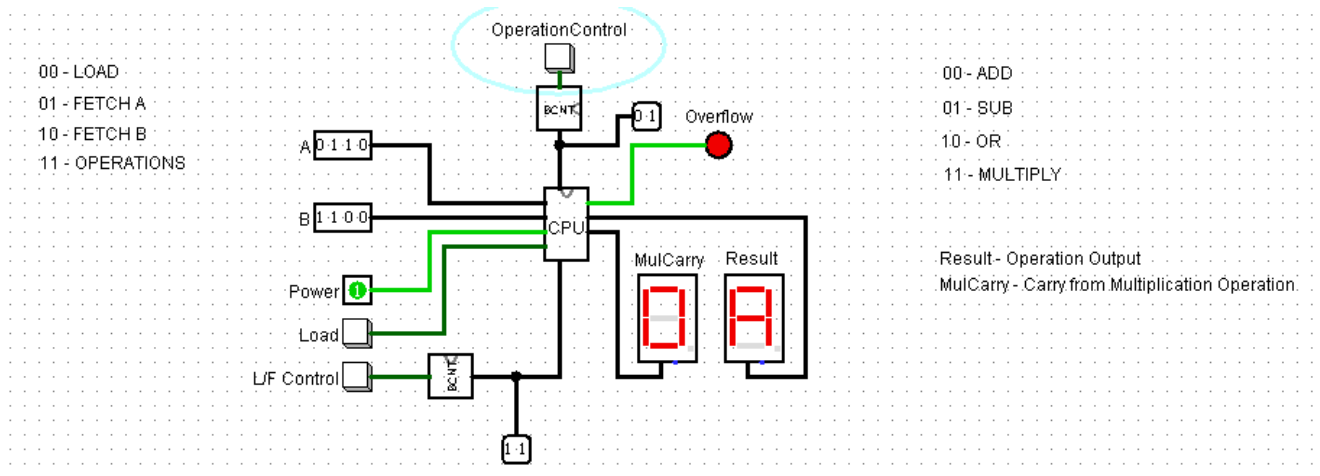 OperationControl
00 - LOAD
01 - FETCH A
10 - FETCH B
11 - OPERATIONS
BCNT
0 1
Overflow
00 - ADD
01 - SUB
10 - OR
11 - MULTIPLY
A 0 1 1 0
B 1 1 0 0
CPU
MulCarry
Result
0
A
Power 1
Load
L/F Control
BCNT
1 1
Result - Operation Output
MulCarry - Carry from Multiplication Operation